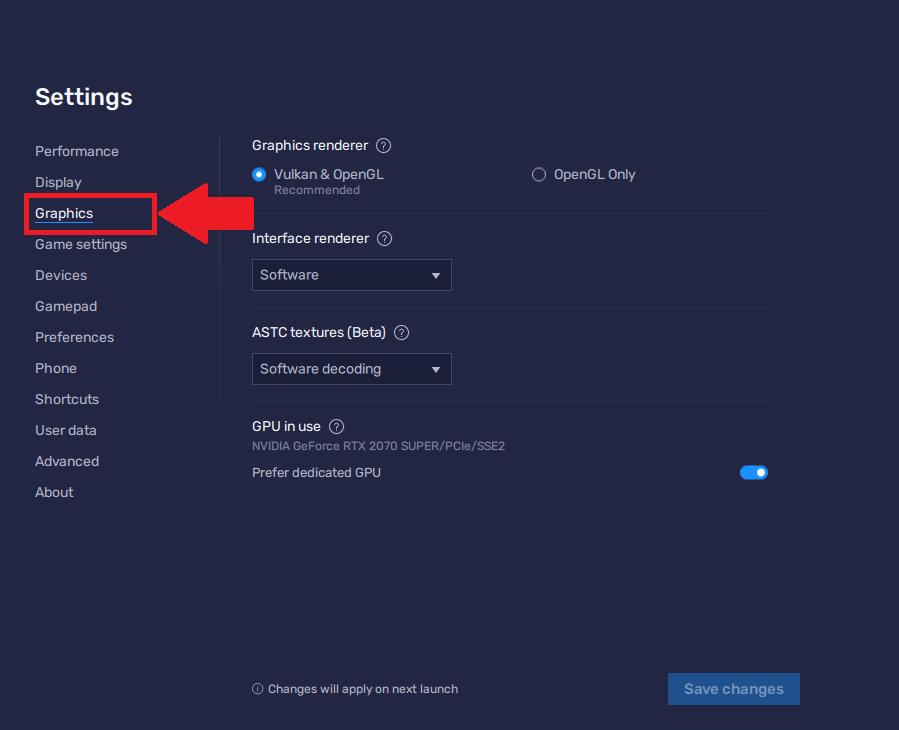 Settings
Performance
Display
Graphics
Game settings
Devices
Gamepad
Preferences
Phone
Shortcuts
User data
Advanced
About
Graphics renderer ?
Vulkan & OpenGL
Recommended
OpenGL Only
Interface renderer ?
Software
ASTC textures (Beta) ?
Software decoding
GPU in use ?
NVIDIA GeForce RTX 2070 SUPER/PCIe/SSE2
Prefer dedicated GPU
Changes will apply on next launch
Save changes